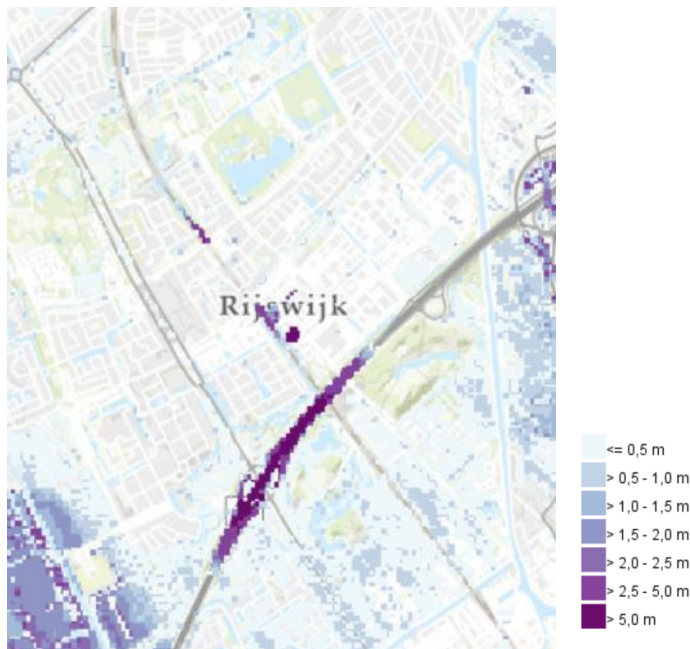 Rijswijk
<= 0,5 m
> 0,5 - 1,0 m
> 1,0 - 1,5 m
> 1,5 - 2,0 m
> 2,0 - 2,5 m
> 2,5 - 5,0 m
> 5,0 m